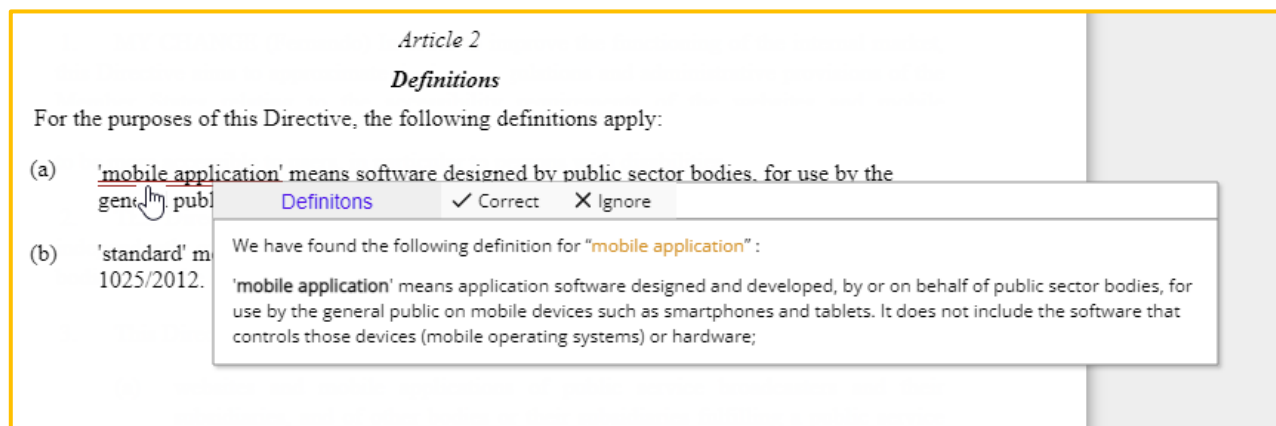 Article 2
Definitions
For the purposes of this Directive, the following definitions apply:
(a) 'mobile application' means software designed by public sector bodies, for use by the
gene publ
Definitons ✓ Correct ✕ Ignore
We have found the following definition for “mobile application” :
(b) 'standard' m
1025/2012.
'mobile application' means application software designed and developed, by or on behalf of public sector bodies, for
use by the general public on mobile devices such as smartphones and tablets. It does not include the software that
controls those devices (mobile operating systems) or hardware;